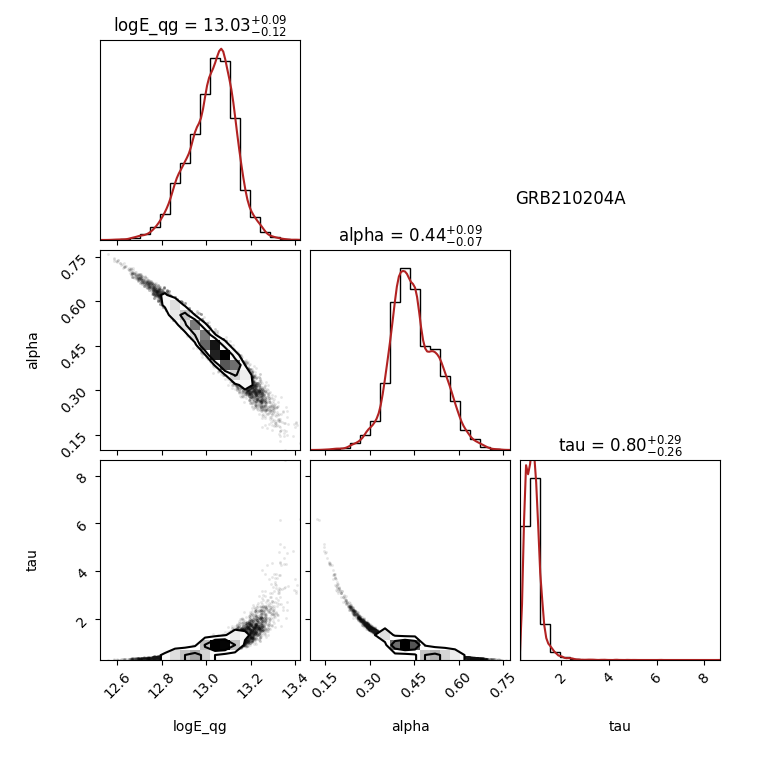 logE_qg = 13.03+0.09−0.12
GRB210204A
alpha = 0.44+0.09−0.07
0.75
0.60
0.45
0.30
0.15
alpha
tau = 0.80+0.29−0.26
8
6
4
2
tau
12.6 12.8 13.0 13.2 13.4 0.15 0.30 0.45 0.60 0.75 2 4 6 8
logE_qg alpha tau